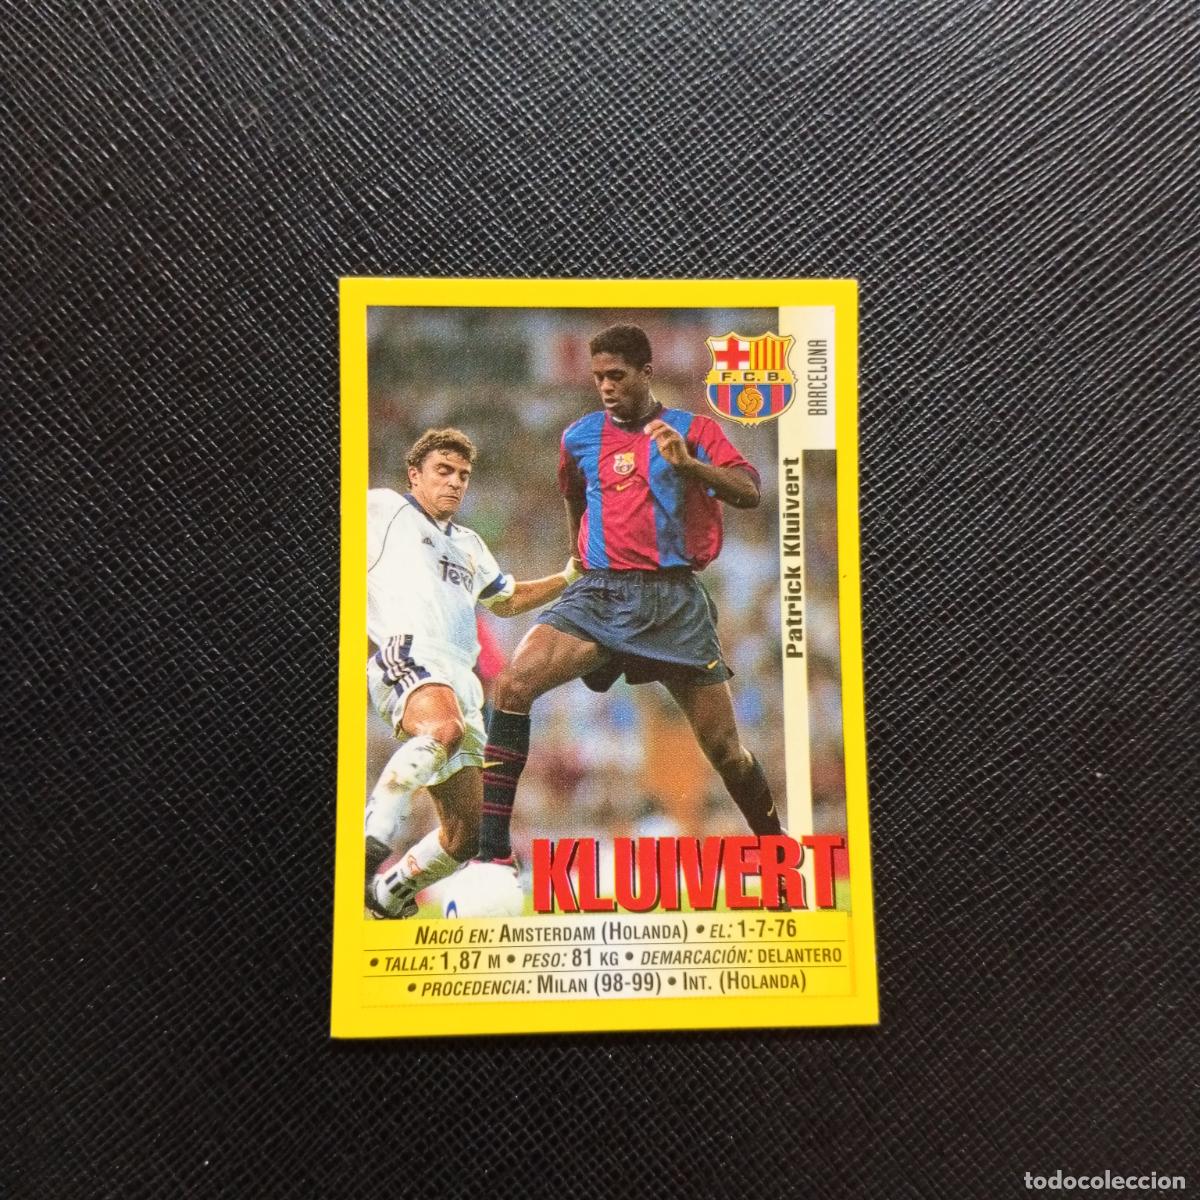 F. C. B.
BARCELONA
Patrick Kluivert
KLUIVERT
NACIÓ EN: AMSTERDAM (HOLANDA) • EL: 1-7-76
• TALLA: 1,87 M • PESO: 81 KG • DEMARCACIÓN: DELANTERO
• PROCEDENCIA: MILAN (98-99) • INT. (HOLANDA)
todocoleccion